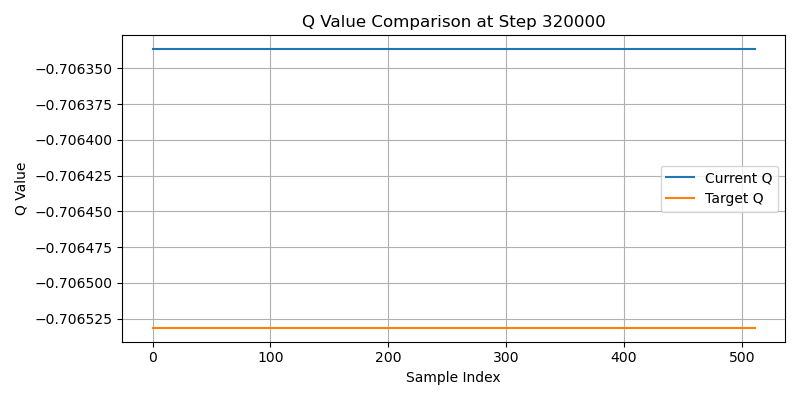 Q Value Comparison at Step 320000
−0.706350
−0.706375
−0.706400
−0.706425
−0.706450
−0.706475
−0.706500
−0.706525
Q Value
Current Q
Target Q
0 100 200 300 400 500
Sample Index